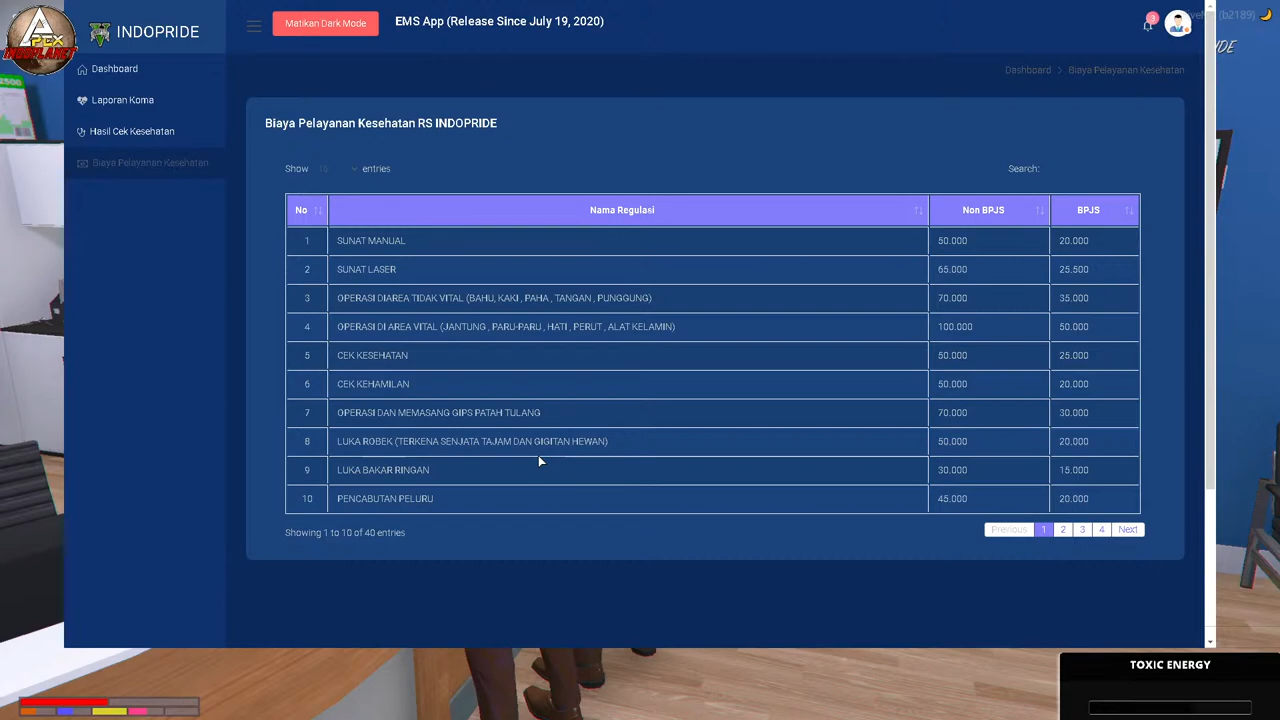 APEX
INDOPLANET
INDOPRIDE
Matikan Dark Mode
EMS App (Release Since July 19, 2020)
3
(b2189)
Dashboard
Laporan Koma
Hasil Cek Kesehatan
Biaya Pelayanan Kesehatan
Dashboard > Biaya Pelayanan Kesehatan
Biaya Pelayanan Kesehatan RS INDOPRIDE
Show 10 entries
Search:
No Nama Regulasi Non BPJS BPJS
1 SUNAT MANUAL 50.000 20.000
2 SUNAT LASER 65.000 25.500
3 OPERASI DIAREA TIDAK VITAL (BAHU, KAKI , PAHA , TANGAN , PUNGGUNG) 70.000 35.000
4 OPERASI DI AREA VITAL (JANTUNG , PARU-PARU , HATI , PERUT , ALAT KELAMIN) 100.000 50.000
5 CEK KESEHATAN 50.000 25.000
6 CEK KEHAMILAN 50.000 20.000
7 OPERASI DAN MEMASANG GIPS PATAH TULANG 70.000 30.000
8 LUKA ROBEK (TERKENA SENJATA TAJAM DAN GIGITAN HEWAN) 50.000 20.000
9 LUKA BAKAR RINGAN 30.000 15.000
10 PENCABUTAN PELURU 45.000 20.000
Showing 1 to 10 of 40 entries
Previous 1 2 3 4 Next
TOXIC ENERGY